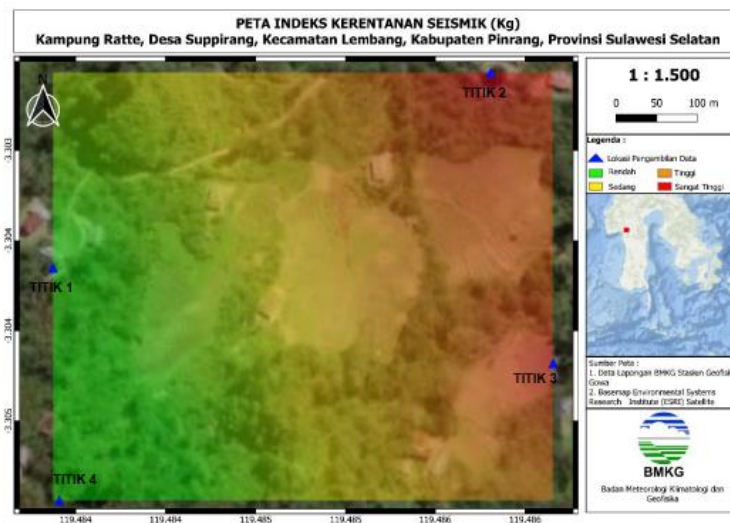 PETA INDEKS KERENTANAN SEISMIK (Kg)
Kampung Ratte, Desa Suppirang, Kecamatan Lembang, Kabupaten Pinrang, Provinsi Sulawesi Selatan
N
TITIK 1
TITIK 2
TITIK 3
TITIK 4
-3.303
-3.304
-3.304
-3.305
119.484
119.484
119.485
119.485
119.486
119.486
1 : 1.500
0 50 100 m
Legenda :
Lokasi Pengambilan Data
Rendah
Tinggi
Sedang
Sangat Tinggi
Sumber Peta :
1. Data Lapangan BMKG Stasiun Geofisi
Gowa
2. Basemap Environmental Systems
Research Institute (ESRI) Satellite
BMKG
Badan Meteorologi Klimatologi dan
Geofisika